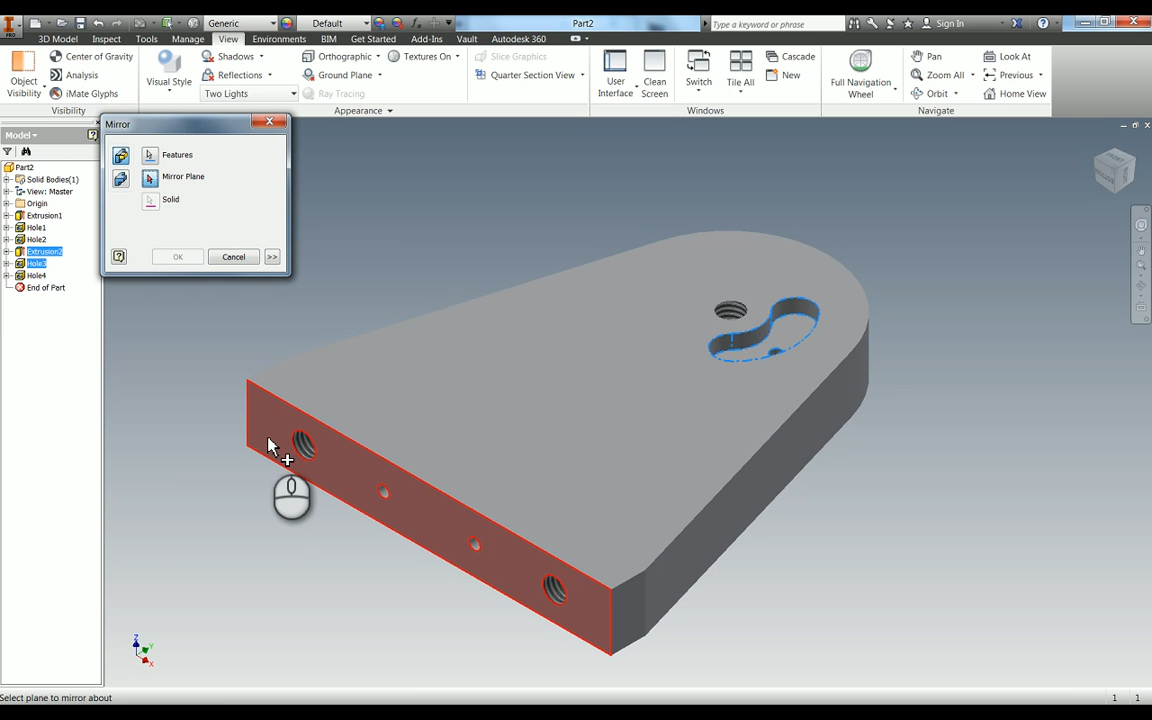 Generic
Default
Part2
Type a keyword or phrase
Sign In
PRO
3D Model
Inspect
Tools
Manage
View
Environments
BIM
Get Started
Add-Ins
Vault
Autodesk 360
Object
Visibility
Center of Gravity
Analysis
iMate Glyphs
Visibility
Visual Style
Shadows
Reflections
Two Lights
Orthographic
Ground Plane
Ray Tracing
Textures On
Appearance
Slice Graphics
Quarter Section View
User
Interface
Clean
Screen
Switch
Tile All
Cascade
New
Windows
Full Navigation
Wheel
Pan
Zoom All
Orbit
Look At
Previous
Home View
Navigate
Model
Part2
Solid Bodies(1)
View: Master
Origin
Extrusion1
Hole1
Hole2
Extrusion2
Hole3
Hole4
End of Part
Mirror
Features
Mirror Plane
Solid
OK
Cancel
>>
Z
Y
X
Select plane to mirror about
1
1